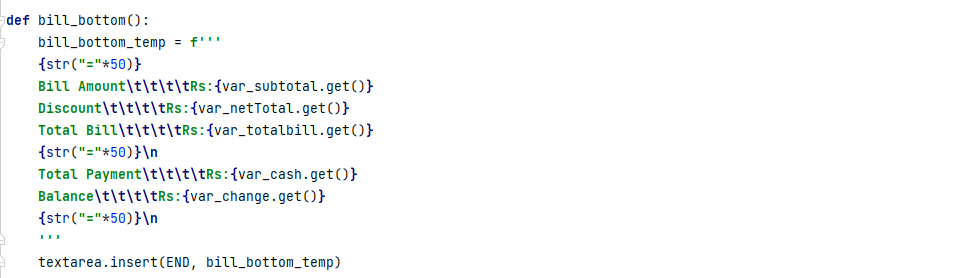 def bill_bottom():
    bill_bottom_temp = f'''
    {str("="*50)}
    Bill Amount\t\t\t\tRs:{var_subtotal.get()}
    Discount\t\t\t\tRs:{var_netTotal.get()}
    Total Bill\t\t\t\tRs:{var_totalbill.get()}
    {str("="*50)}\n
    Total Payment\t\t\t\tRs:{var_cash.get()}
    Balance\t\t\t\tRs:{var_change.get()}
    {str("="*50)}\n
    '''
    textarea.insert(END, bill_bottom_temp)